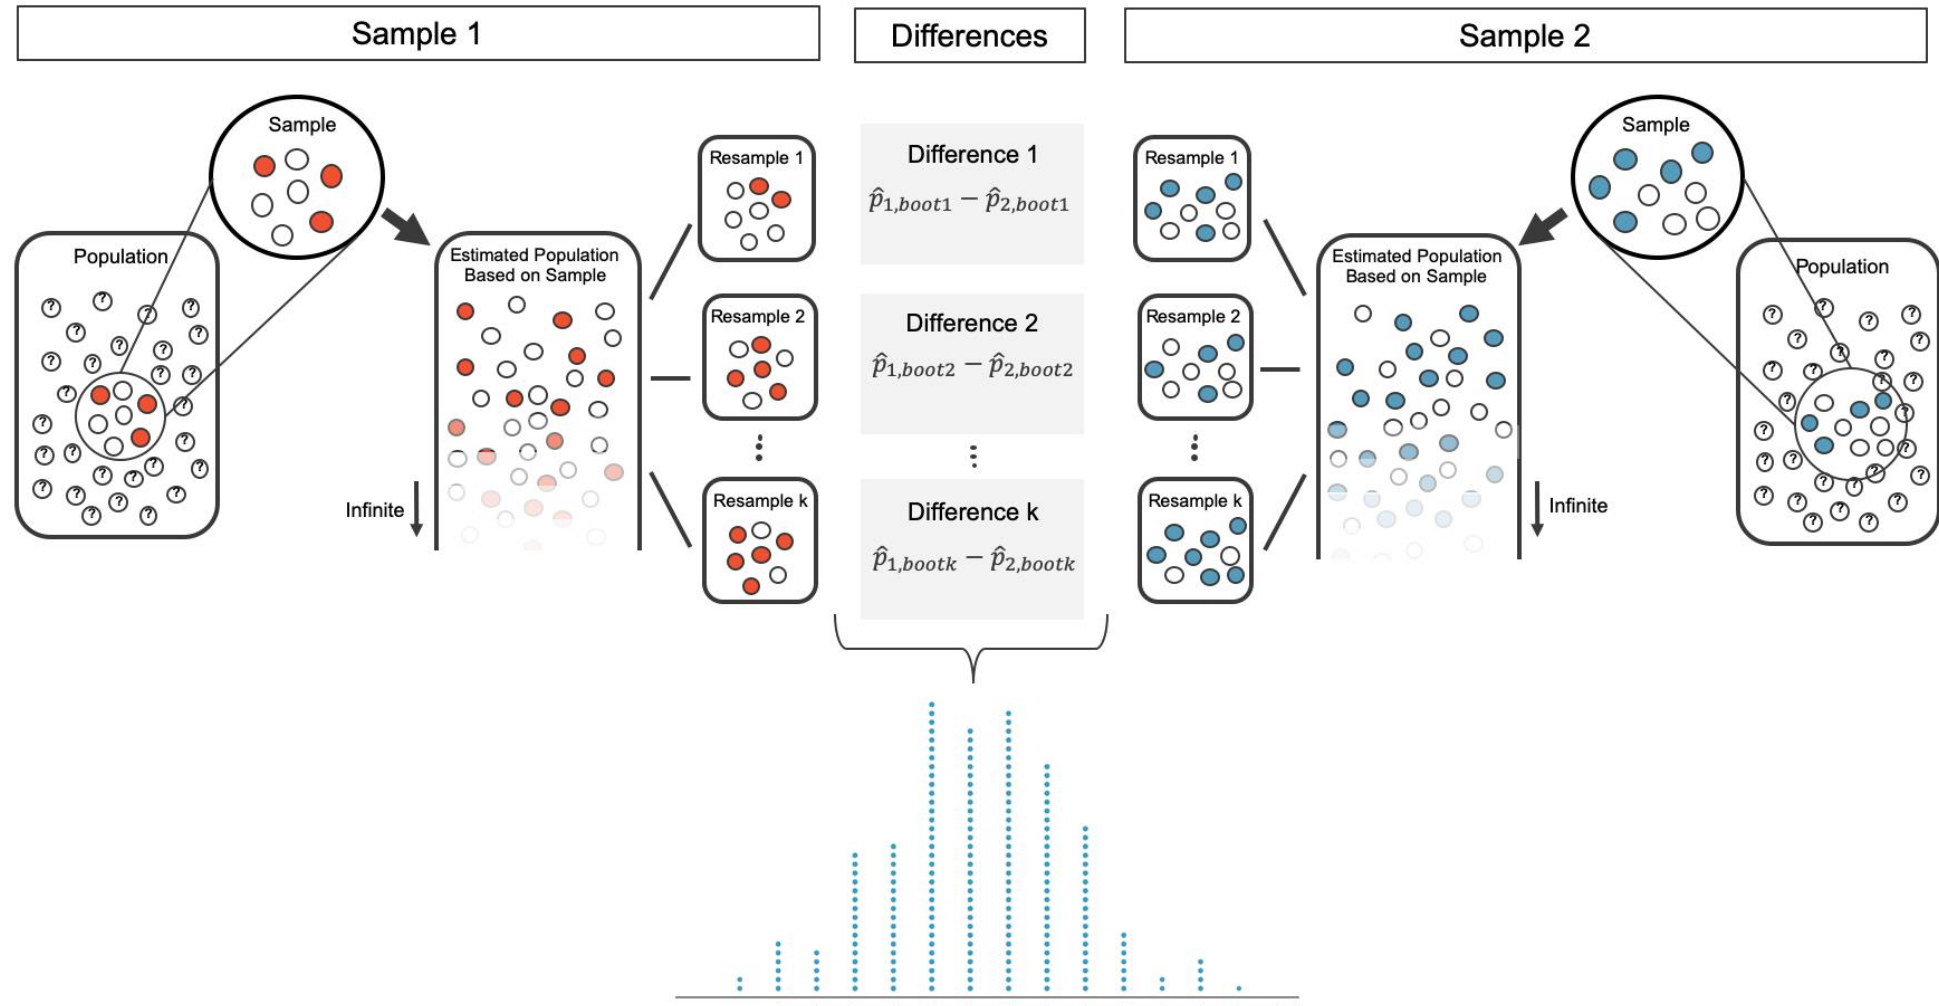 Sample 1
Differences
Sample 2
Sample
Population
? ? ? ? ? ? ? ? ? ? ? ? ? ? ? ? ? ? ? ? ? ? ? ? ? ? ? ? ?
Estimated Population
Based on Sample
Infinite
Resample 1
Resample 2
⋮
Resample k
Difference 1
p̂1,boot1 − p̂2,boot1
Difference 2
p̂1,boot2 − p̂2,boot2
⋮
Difference k
p̂1,bootk − p̂2,bootk
Resample 1
Resample 2
⋮
Resample k
Estimated Population
Based on Sample
Infinite
Sample
Population
? ? ? ? ? ? ? ? ? ? ? ? ? ? ? ? ? ? ? ? ? ? ? ? ? ? ? ? ?